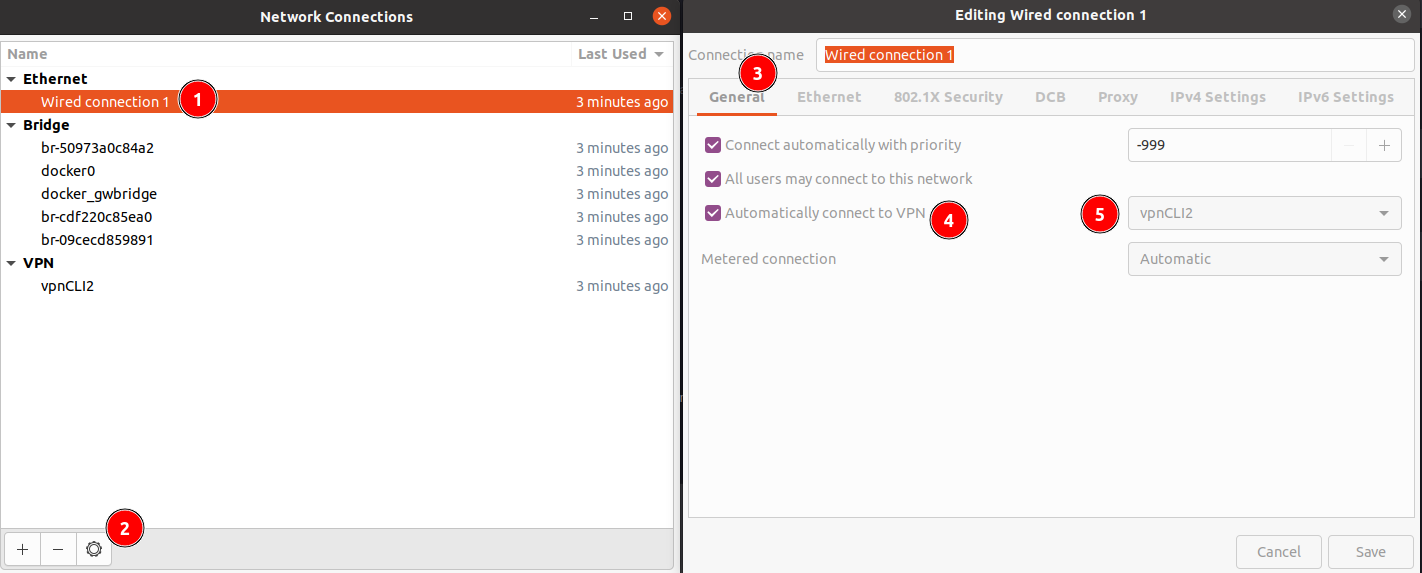 Network Connections
Name Last Used
Ethernet
Wired connection 1 1 3 minutes ago
Bridge
br-50973a0c84a2 3 minutes ago
docker0 3 minutes ago
docker_gwbridge 3 minutes ago
br-cdf220c85ea0 3 minutes ago
br-09cecd859891 3 minutes ago
VPN
vpnCLI2 3 minutes ago
2
Editing Wired connection 1
Connection name Wired connection 1
3
General Ethernet 802.1X Security DCB Proxy IPv4 Settings IPv6 Settings
Connect automatically with priority -999 − +
All users may connect to this network
Automatically connect to VPN 4 5 vpnCLI2
Metered connection Automatic
Cancel Save